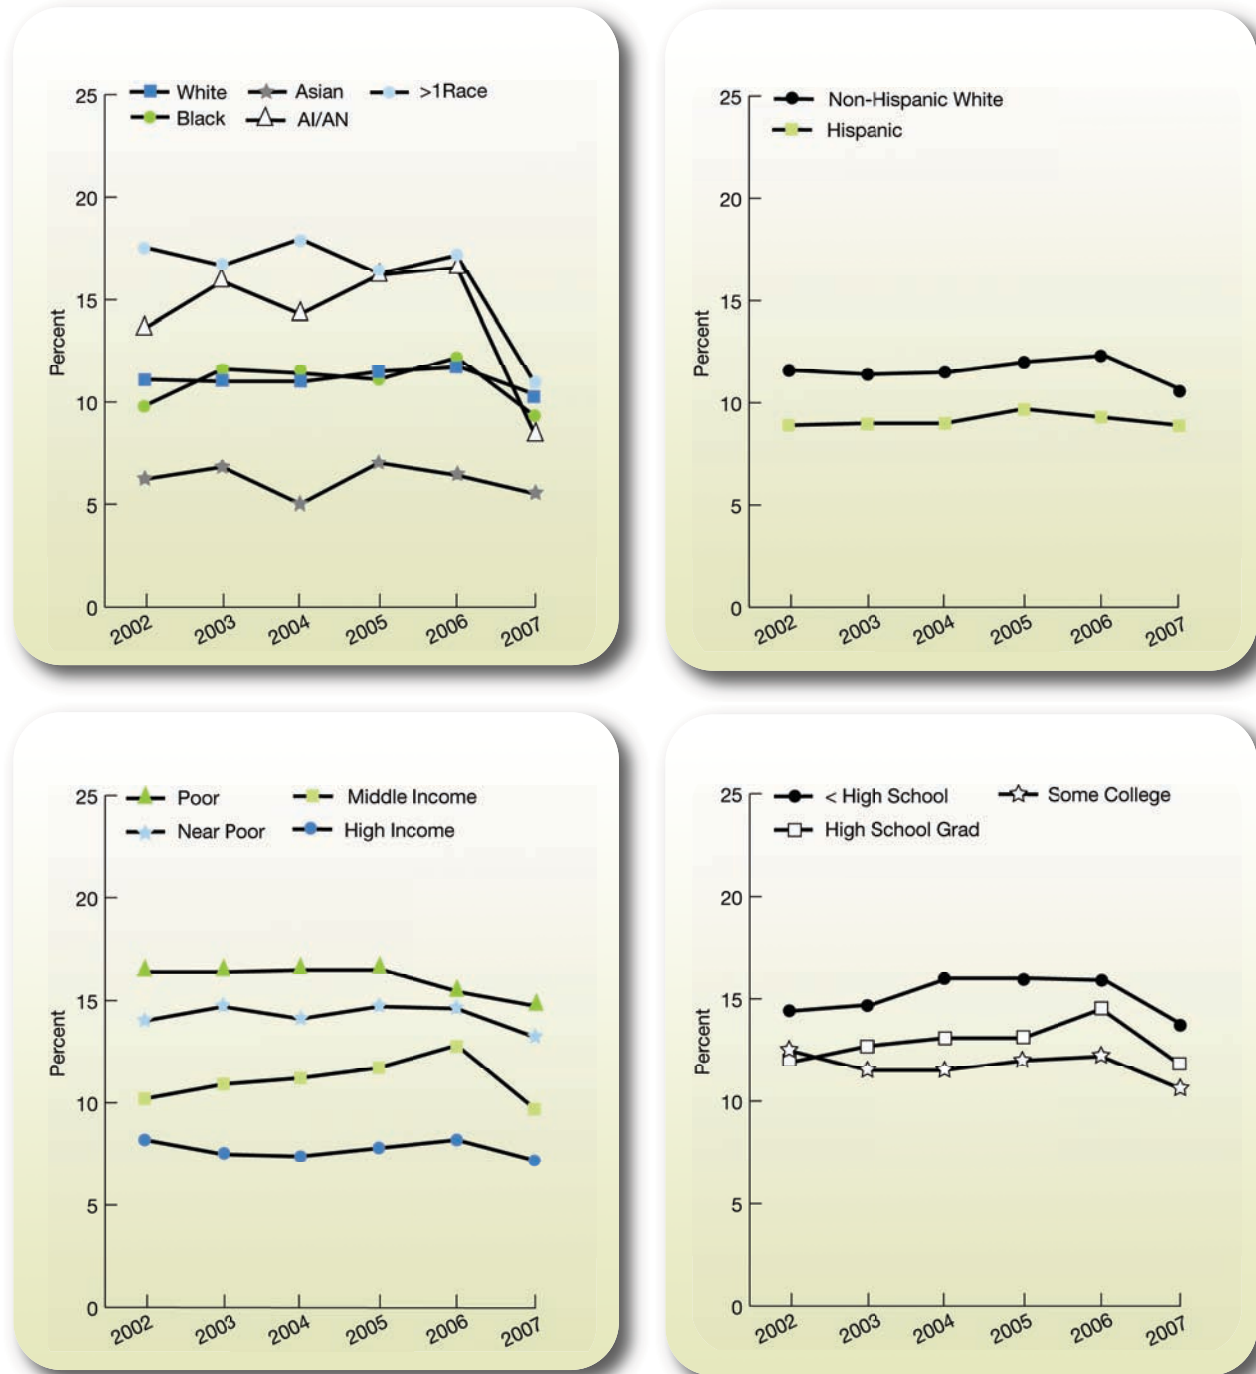 White Asian >1Race
Black AI/AN
25
20
15
10
5
0
Percent
2002 2003 2004 2005 2006 2007
Non-Hispanic White
Hispanic
25
20
15
10
5
0
Percent
2002 2003 2004 2005 2006 2007
Poor Middle Income
Near Poor High Income
25
20
15
10
5
0
Percent
2002 2003 2004 2005 2006 2007
< High School Some College
High School Grad
25
20
15
10
5
0
Percent
2002 2003 2004 2005 2006 2007